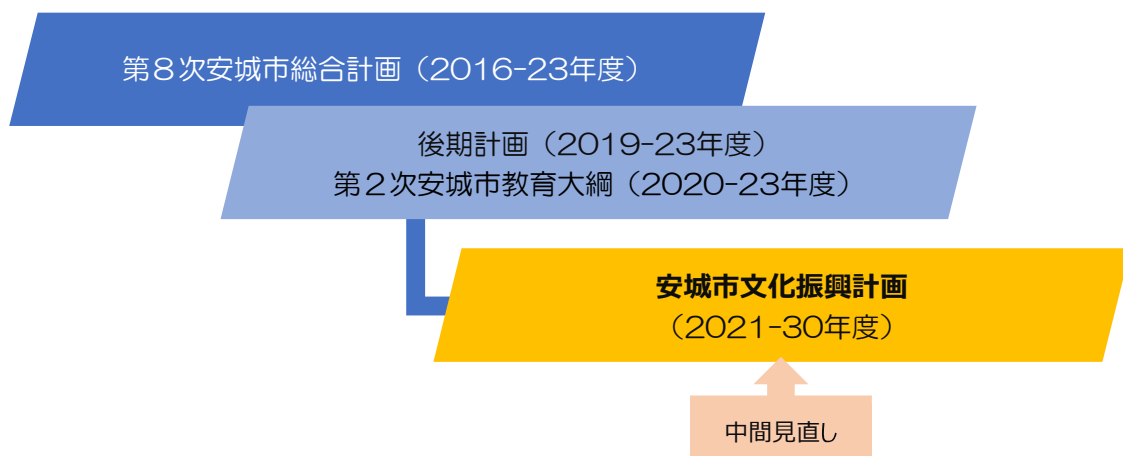 第8次安城市総合計画（2016-23年度）
後期計画（2019-23年度）
第2次安城市教育大綱（2020-23年度）
安城市文化振興計画
（2021-30年度）
中間見直し